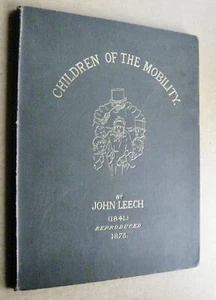 CHILDREN OF THE MOBILITY.
BY
JOHN LEECH
(1841.)
REPRODUCED
1875.